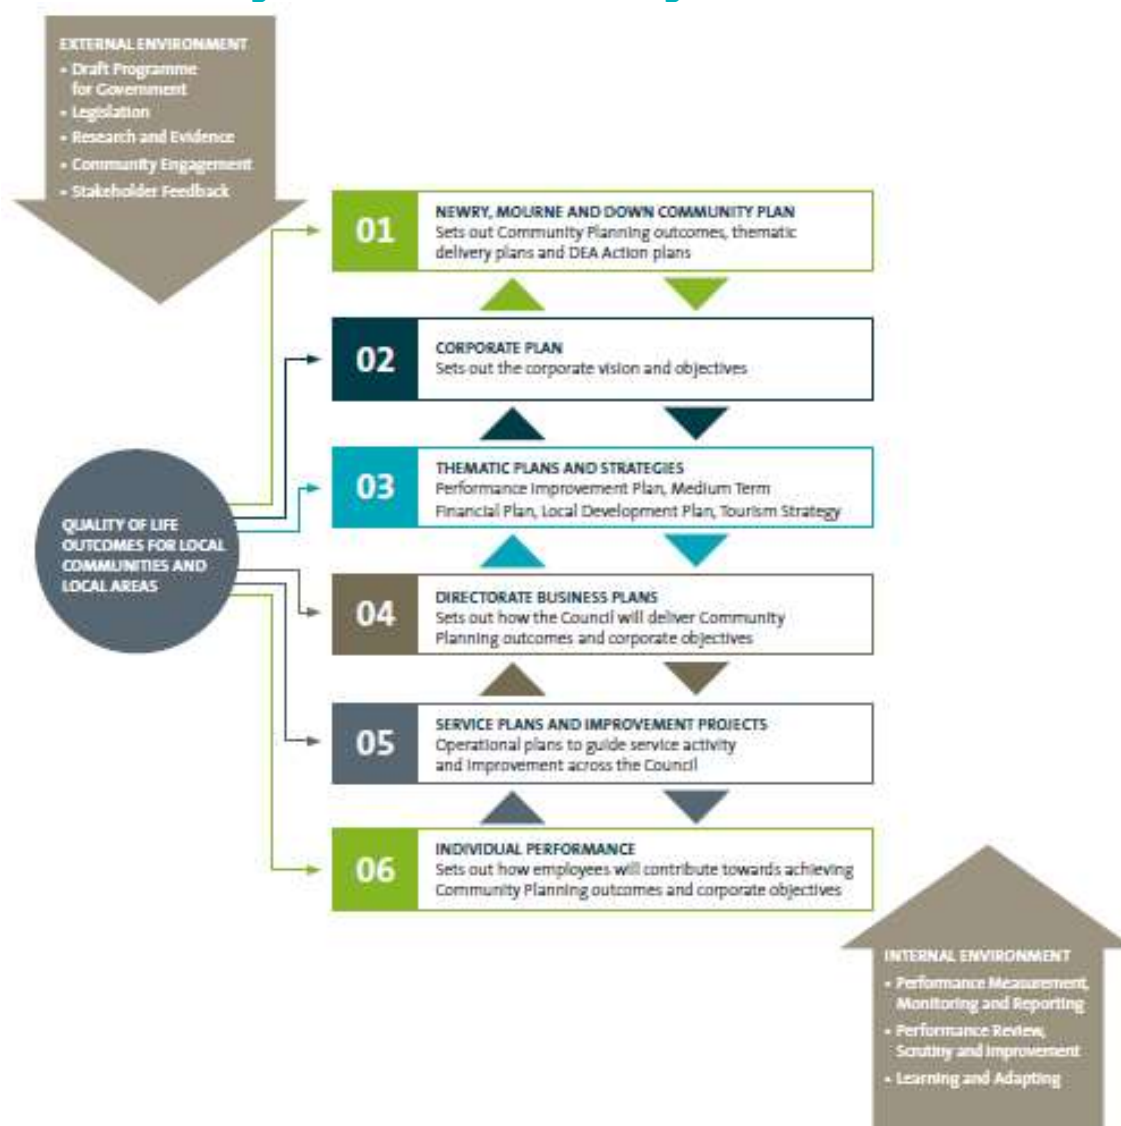 EXTERNAL ENVIRONMENT
• Draft Programme
for Government
• Legislation
• Research and Evidence
• Community Engagement
• Stakeholder Feedback
01
NEWRY, MOURNE AND DOWN COMMUNITY PLAN
Sets out Community Planning outcomes, thematic
delivery plans and DEA Action plans
02
CORPORATE PLAN
Sets out the corporate vision and objectives
03
THEMATIC PLANS AND STRATEGIES
Performance Improvement Plan, Medium Term
Financial Plan, Local Development Plan, Tourism Strategy
QUALITY OF LIFE
OUTCOMES FOR LOCAL
COMMUNITIES AND
LOCAL AREAS
04
DIRECTORATE BUSINESS PLANS
Sets out how the Council will deliver Community
Planning outcomes and corporate objectives
05
SERVICE PLANS AND IMPROVEMENT PROJECTS
Operational plans to guide service activity
and improvement across the Council
06
INDIVIDUAL PERFORMANCE
Sets out how employees will contribute towards achieving
Community Planning outcomes and corporate objectives
INTERNAL ENVIRONMENT
• Performance Measurement,
Monitoring and Reporting
• Performance Review,
Scrutiny and Improvement
• Learning and Adapting